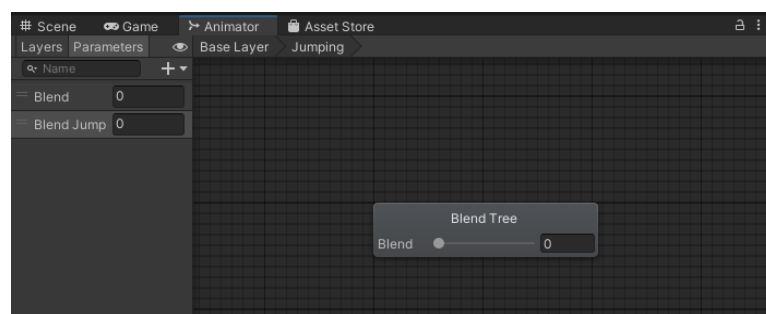 Scene Game Animator Asset Store
Layers Parameters Base Layer Jumping
Name
Blend 0
Blend Jump 0
Blend Tree
Blend 0